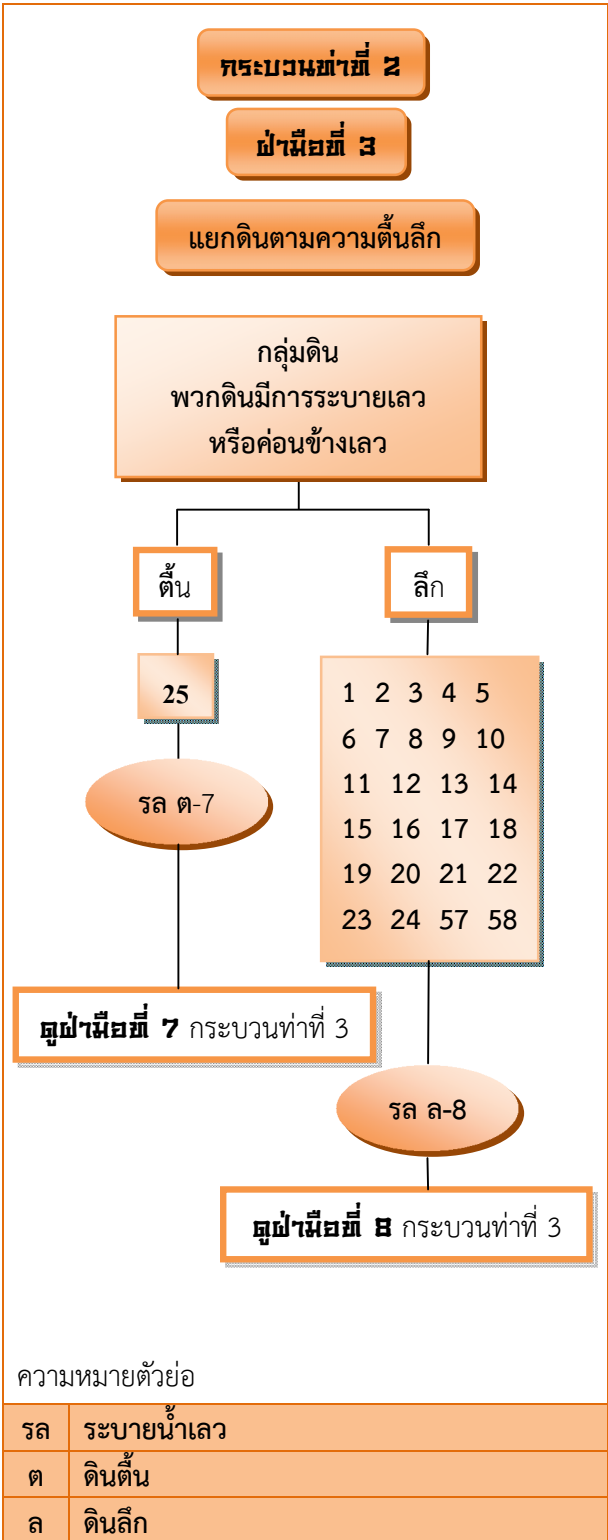 กระบวนท่าที่ 2
ฝ่ามือที่ 3
แยกดินตามความตื้นลึก
กลุ่มดิน
พวกดินมีการระบายเลว
หรือค่อนข้างเลว
ตื้น
ลึก
25
1 2 3 4 5
6 7 8 9 10
11 12 13 14
15 16 17 18
19 20 21 22
23 24 57 58
รล ต-7
ดูฝ่ามือที่ 7 กระบวนท่าที่ 3
รล ล-8
ดูฝ่ามือที่ 8 กระบวนท่าที่ 3
ความหมายตัวย่อ
รล ระบายน้ำเลว
ต ดินตื้น
ล ดินลึก